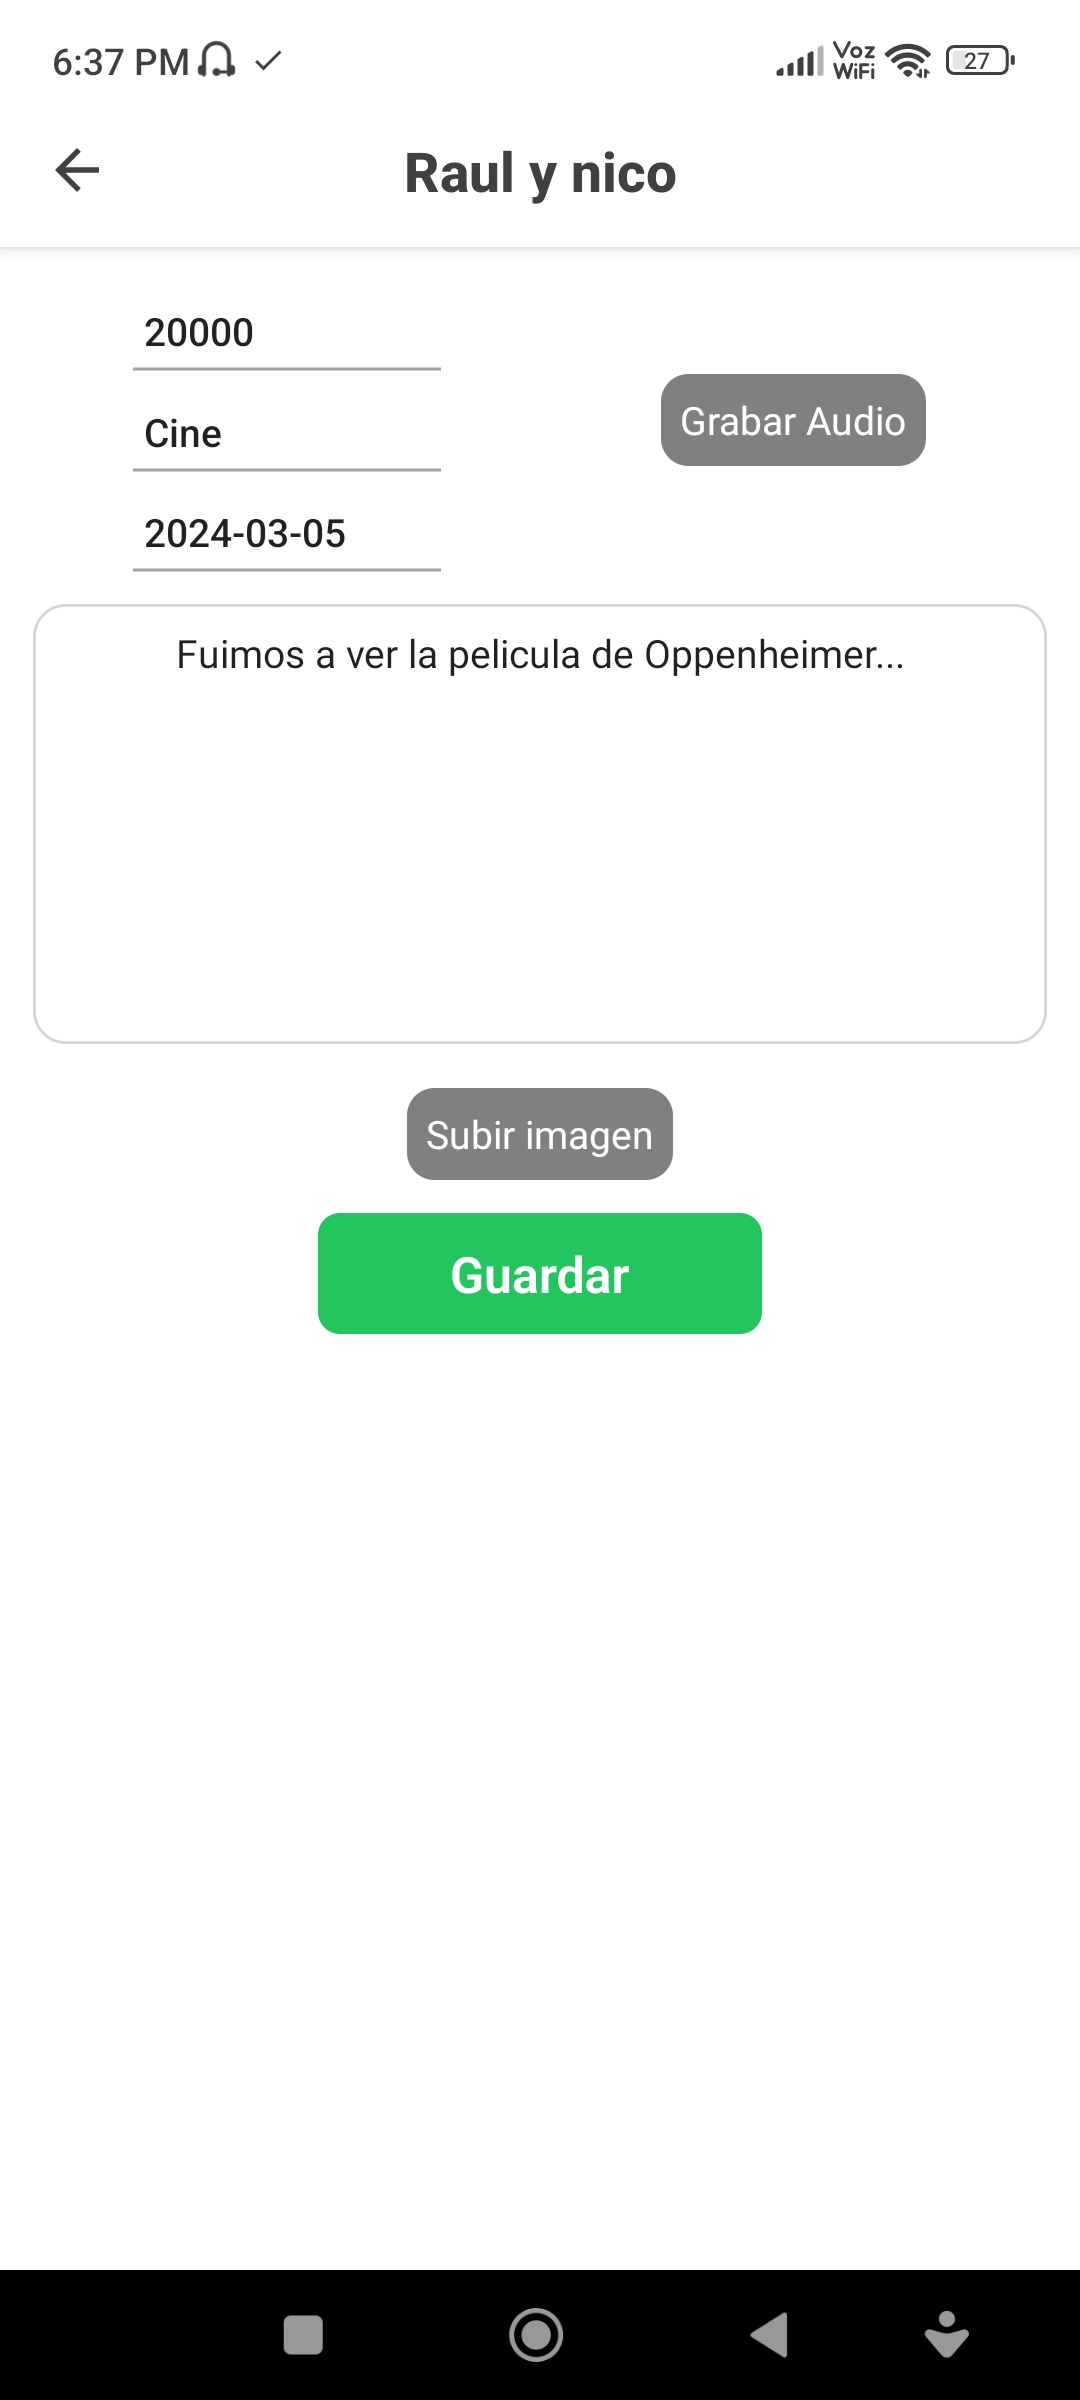 6:37 PM
Voz
WiFi
27
Raul y nico
20000
Cine
Grabar Audio
2024-03-05
Fuimos a ver la pelicula de Oppenheimer...
Subir imagen
Guardar